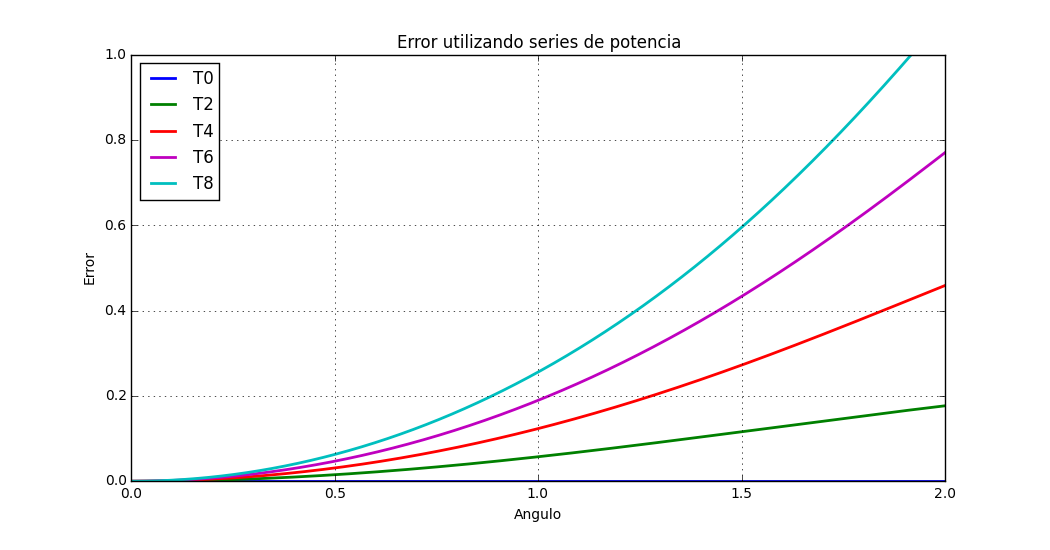 Error utilizando series de potencia
1.0
0.8
0.6
0.4
0.2
0.0
Error
T0
T2
T4
T6
T8
0.0 0.5 1.0 1.5 2.0
Angulo